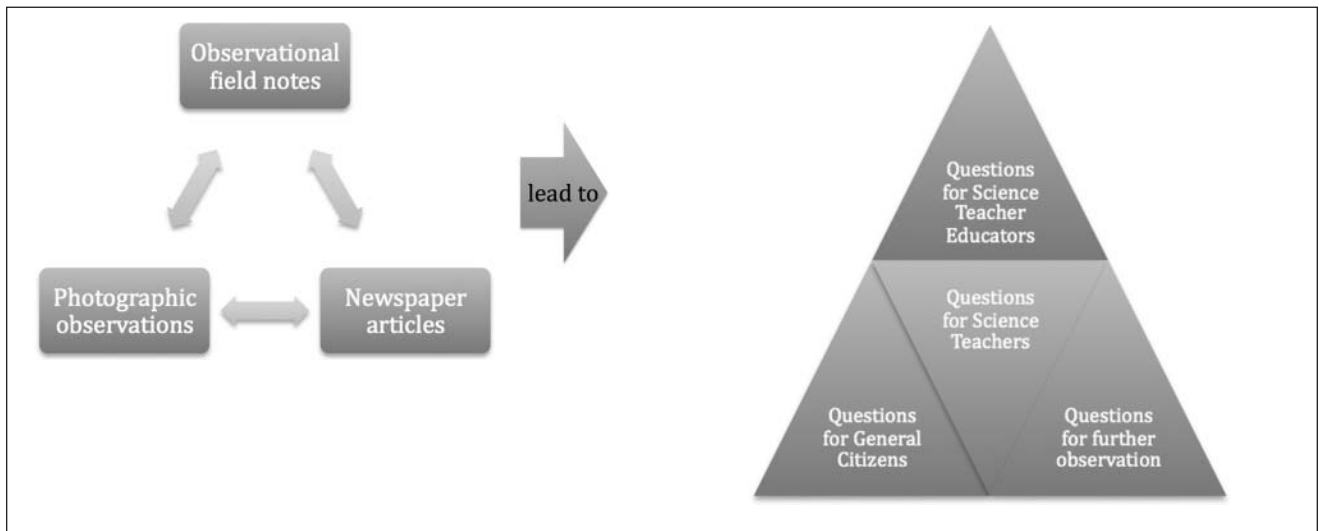 Observational
field notes
Photographic
observations
Newspaper
articles
lead to
Questions
for Science
Teacher
Educators
Questions
for Science
Teachers
Questions
for General
Citizens
Questions
for further
observation